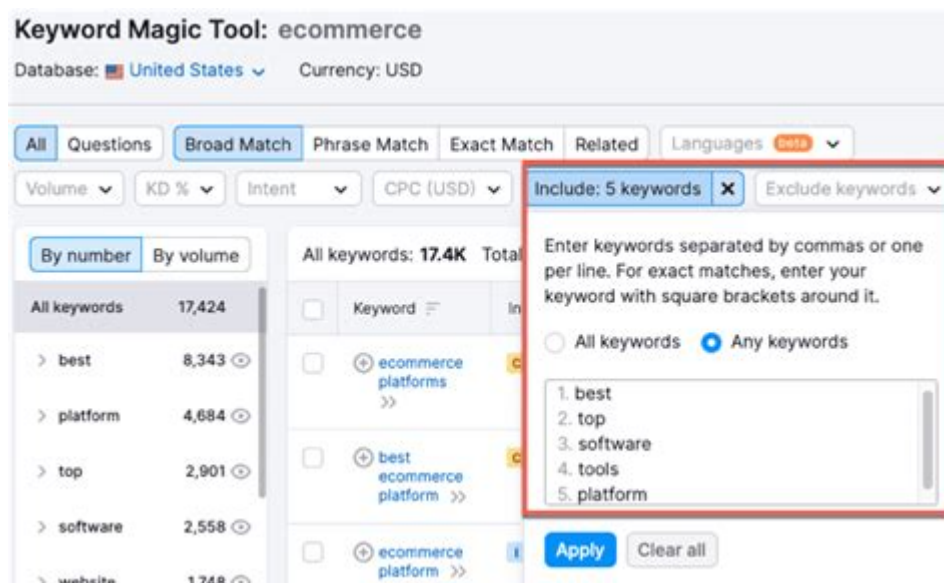 Keyword Magic Tool: ecommerce
Database: United States
Currency: USD
All Questions Broad Match Phrase Match Exact Match Related Languages beta
Volume KD % Intent CPC (USD) Include: 5 keywords Exclude keywords
By number By volume
All keywords 17,424
best 8,343
platform 4,684
top 2,901
software 2,558
website 1,748
All keywords: 17.4K Total
Keyword In
ecommerce
platforms
best
ecommerce
platform
ecommerce
platform
Enter keywords separated by commas or one
per line. For exact matches, enter your
keyword with square brackets around it.
All keywords Any keywords
1. best
2. top
3. software
4. tools
5. platform
Apply Clear all